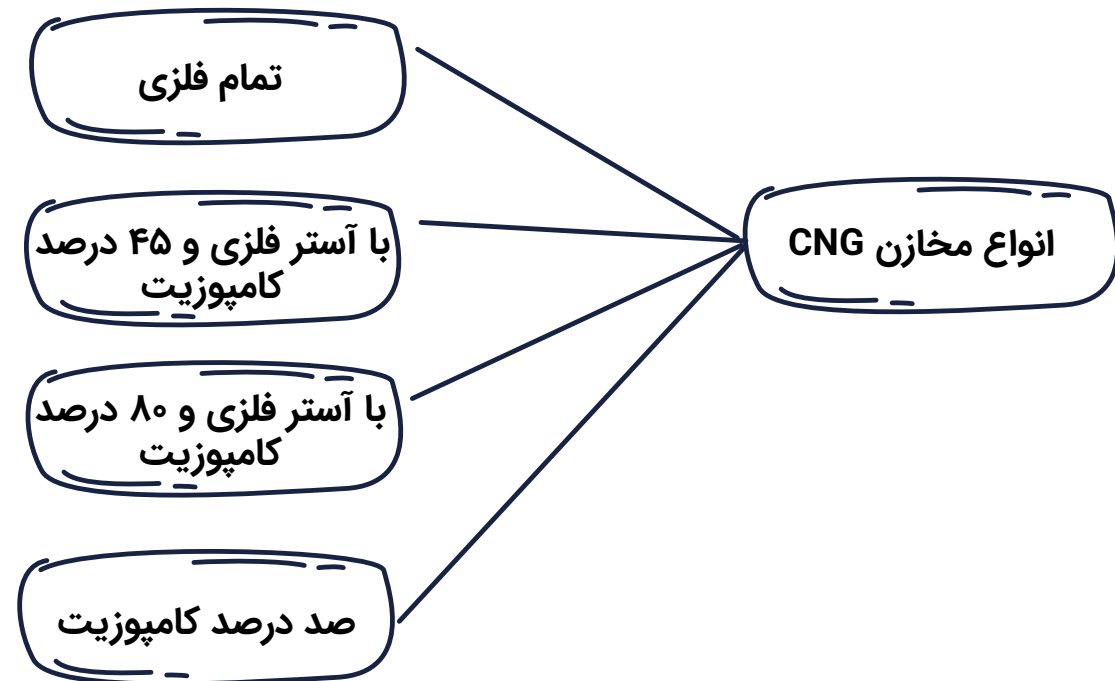 انواع مخازن CNG
تمام فلزی
با آستر فلزی و ۴۵ درصد
کامپوزیت
با آستر فلزی و ۸۰ درصد
کامپوزیت
صد درصد کامپوزیت